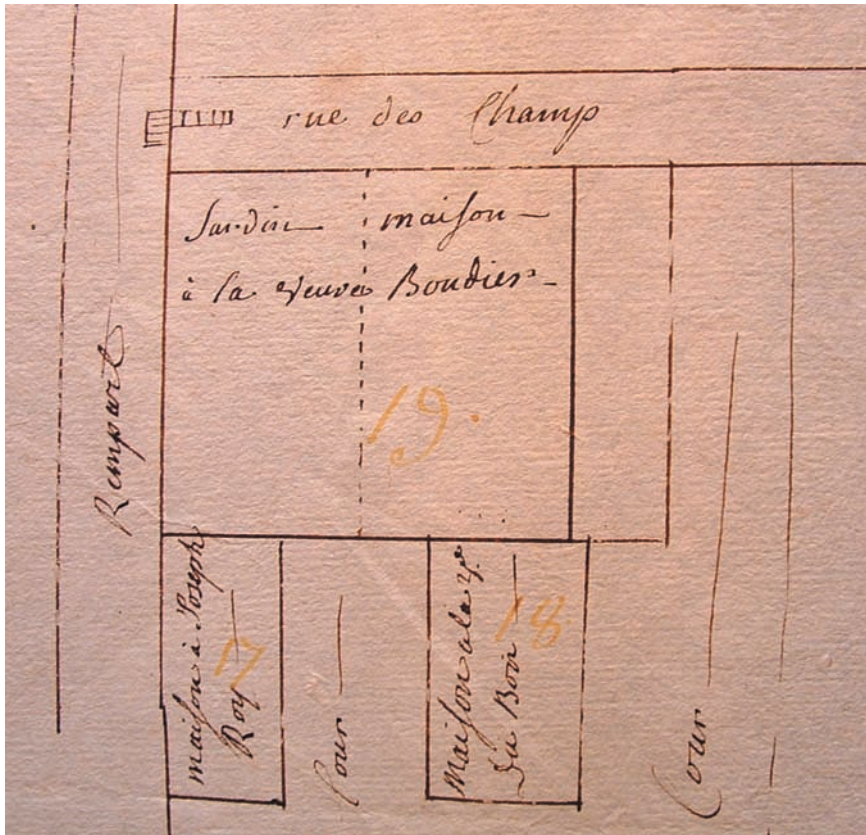 rue des Champ
Jardin maison
à la veuve Boudier
19.
Rempart
maison à Joseph
Roy
17
Cour
Maison a la ve
Du Bois
18
Cour